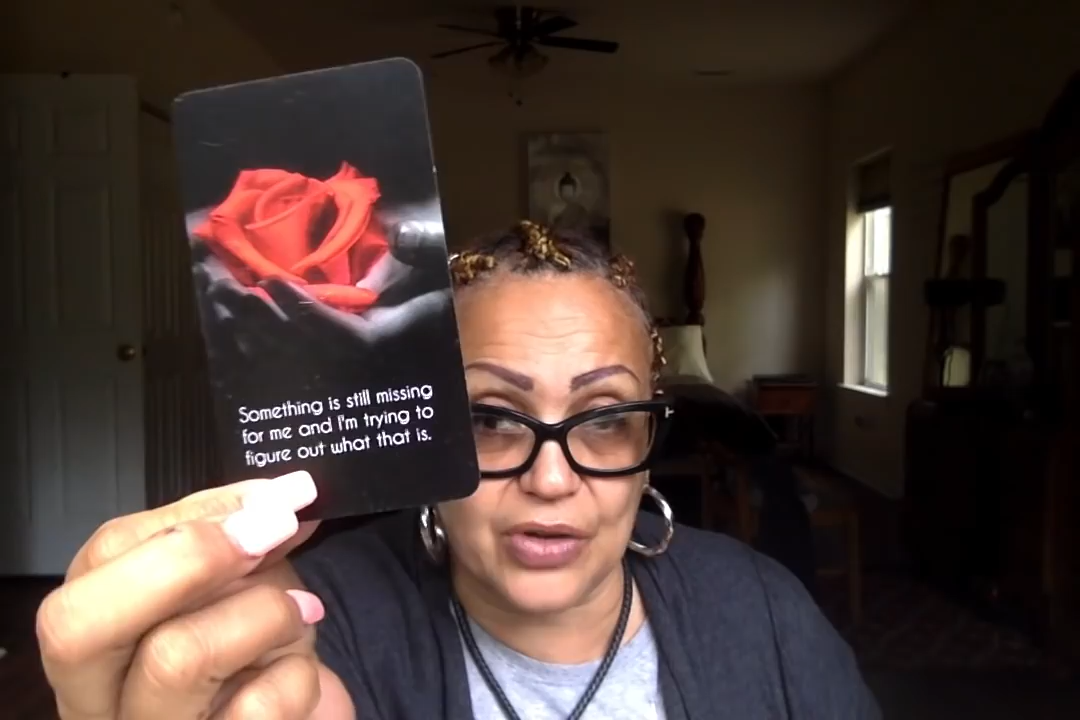 Something is still missing
for me and I'm trying to
figure out what that is.